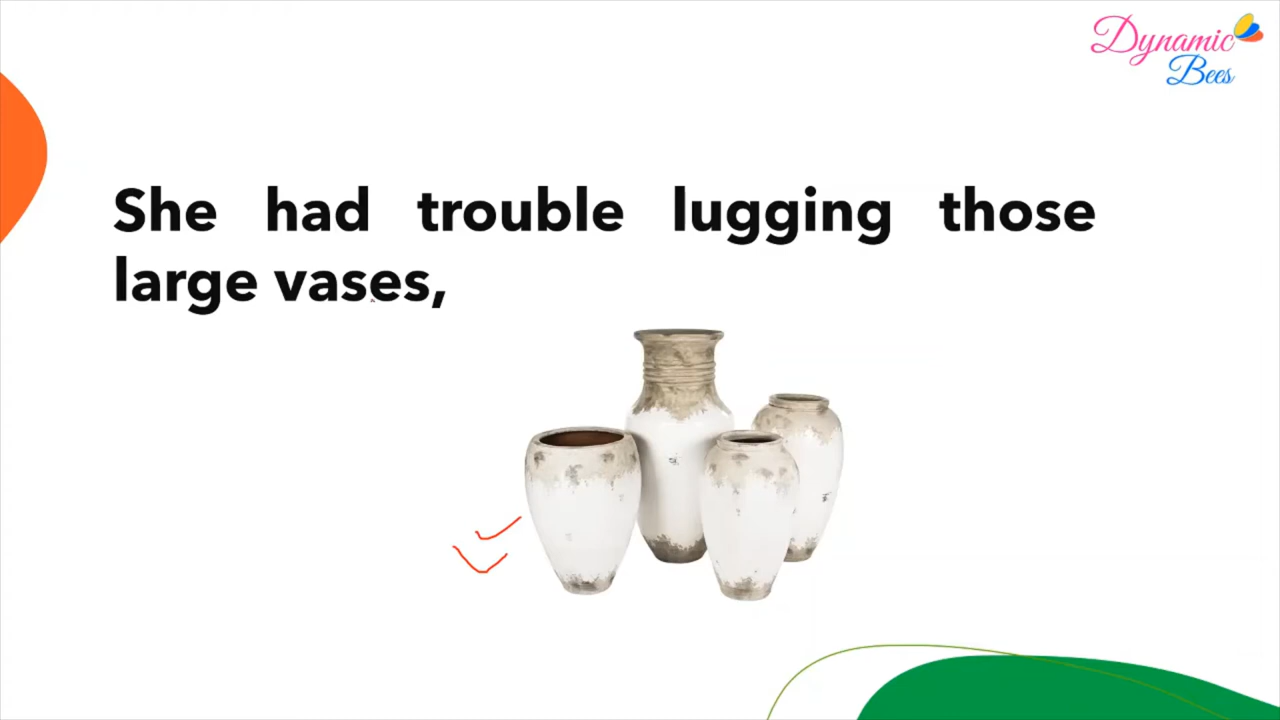 Dynamic
Bees
She had trouble lugging those
large vases,